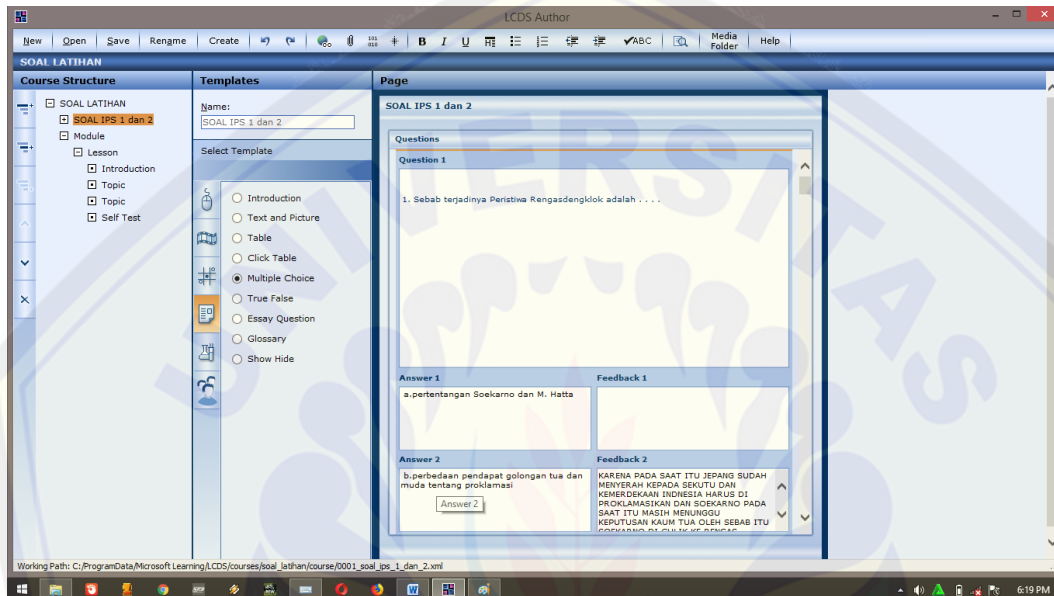 LCDS Author
New Open Save Rename Create B I U ABC Media Folder Help
SOAL LATIHAN
Course Structure
SOAL LATIHAN
SOAL IPS 1 dan 2
Module
Lesson
Introduction
Topic
Topic
Self Test
Templates
Name:
SOAL IPS 1 dan 2
Select Template
Introduction
Text and Picture
Table
Click Table
Multiple Choice
True False
Essay Question
Glossary
Show Hide
Page
SOAL IPS 1 dan 2
Questions
Question 1
1. Sebab terjadinya Peristiwa Rengasdengklok adalah . . . .
Answer 1
a.pertentangan Soekarno dan M. Hatta
Feedback 1
Answer 2
b.perbedaan pendapat golongan tua dan
muda tentang proklamasi
Answer 2
Feedback 2
KARENA PADA SAAT ITU JEPANG SUDAH
MENYERAH KEPADA SEKUTU DAN
KEMERDEKAAN INDNESIA HARUS DI
PROKLAMASIKAN DAN SOEKARNO PADA
SAAT ITU MASIH MENUNGGU
KEPUTUSAN KAUM TUA OLEH SEBAB ITU
SOEKARNO DI CULIK KE RENGAS
Working Path: C:/ProgramData/Microsoft Learning/LCDS/courses/soal_latihan/course/0001_soal_ips_1_dan_2.xml
6:19 PM
UNIVERSITAS